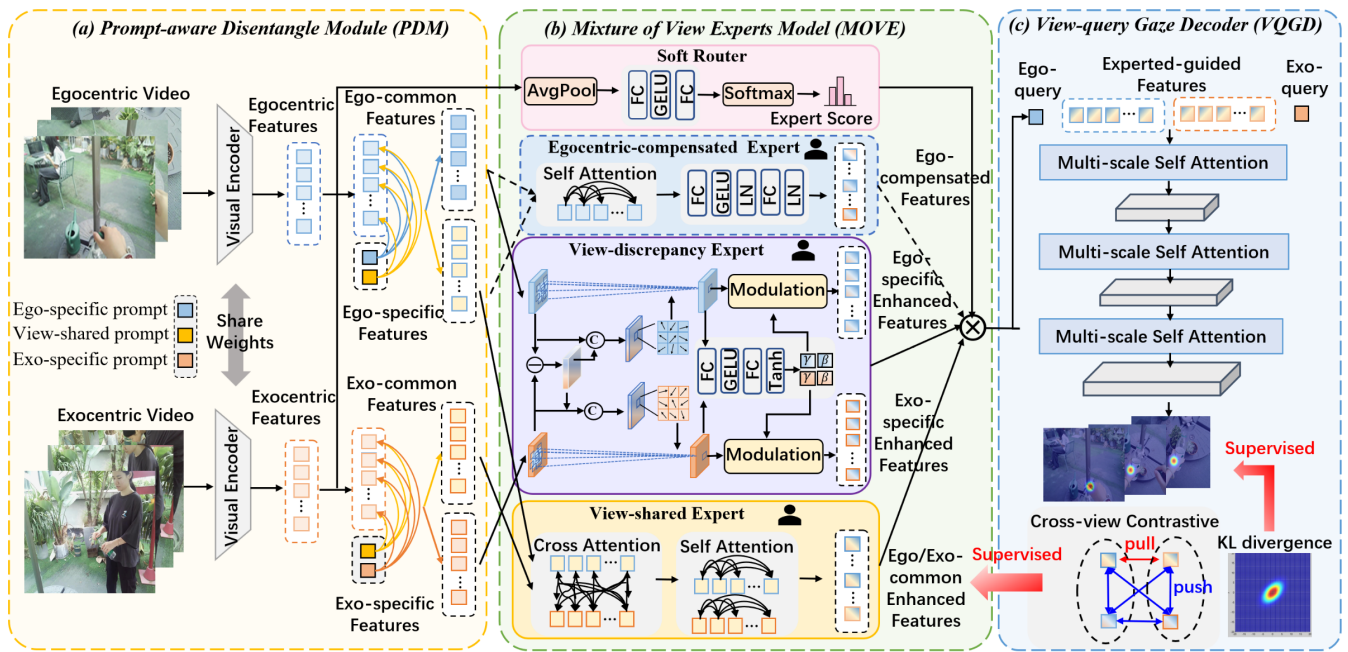 (a) Prompt-aware Disentangle Module (PDM)
Egocentric Video
Visual Encoder
Egocentric
Features
Ego-common
Features
Ego-specific
Features
Ego-specific prompt
View-shared prompt
Exo-specific prompt
Share
Weights
Exocentric Video
Visual Encoder
Exocentric
Features
Exo-common
Features
Exo-specific
Features
(b) Mixture of View Experts Model (MOVE)
Soft Router
AvgPool
FC
GELU
FC
Softmax
Expert Score
Egocentric-compensated Expert
Self Attention
FC
GELU
LN
FC
LN
Ego-
compensated
Features
View-discrepancy Expert
Modulation
C
C
FC
GELU
FC
Tanh
γ β
γ β
Modulation
Ego-
specific
Enhanced
Features
Exo-
specific
Enhanced
Features
View-shared Expert
Cross Attention
Self Attention
Ego/Exo-
common
Enhanced
Features
(c) View-query Gaze Decoder (VQGD)
Ego-
query
Experted-guided
Features
Exo-
query
Multi-scale Self Attention
Multi-scale Self Attention
Multi-scale Self Attention
Supervised
Supervised
Cross-view Contrastive
pull
push
KL divergence